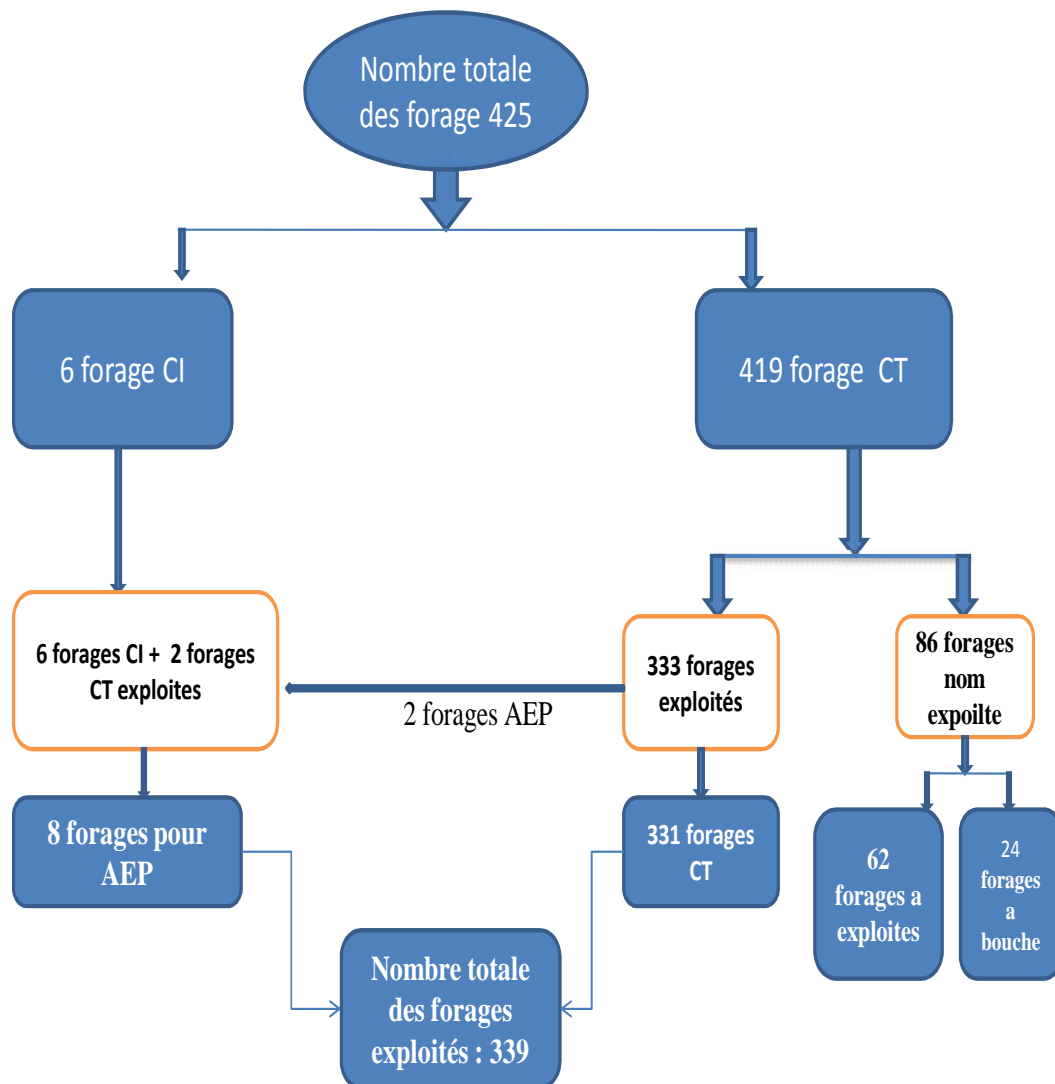 Nombre totale
des forage 425
6 forage CI
419 forage CT
6 forages CI + 2 forages
CT exploites
2 forages AEP
333 forages
exploités
86 forages
nom
expoilte
8 forages pour
AEP
331 forages
CT
62
forages a
exploites
24
forages
a
bouche
Nombre totale
des forages
exploités : 339